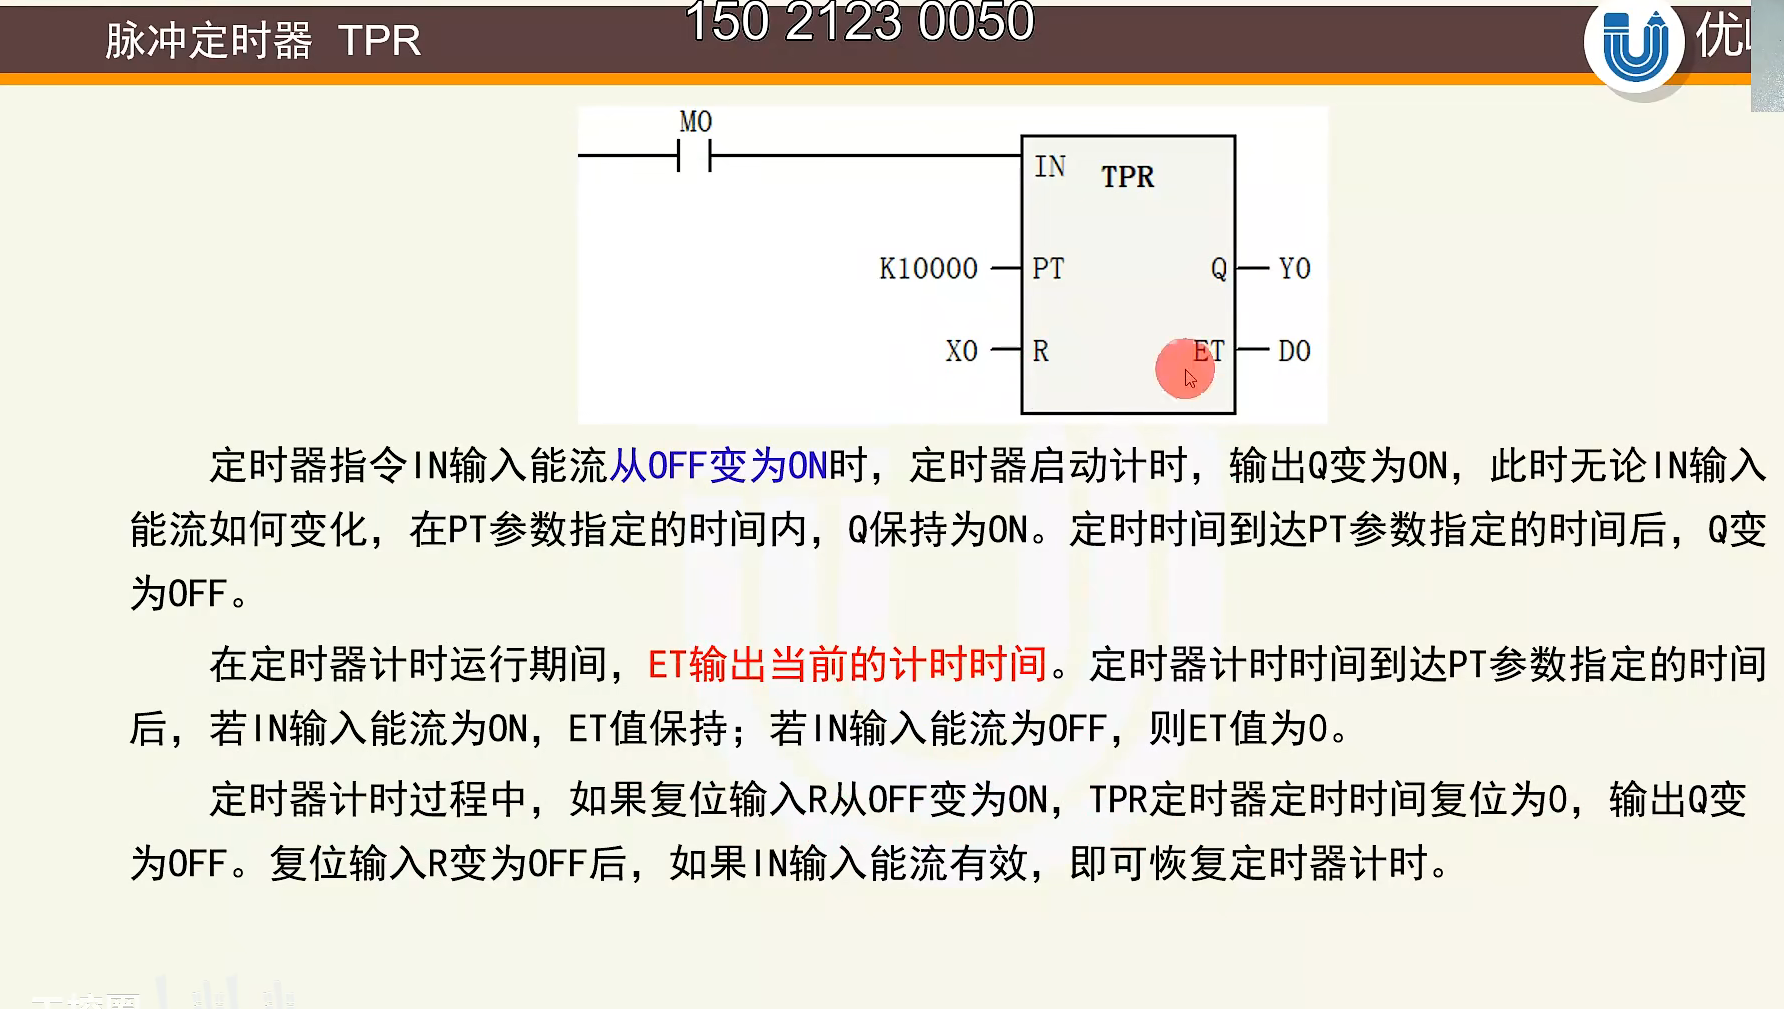 150 2123 0050
脉冲定时器 TPR
优
M0
IN TPR
K10000 PT Q Y0
X0 R ET D0
定时器指令IN输入能流从OFF变为ON时，定时器启动计时，输出Q变为ON，此时无论IN输入
能流如何变化，在PT参数指定的时间内，Q保持为ON。定时时间到达PT参数指定的时间后，Q变
为OFF。
在定时器计时运行期间，ET输出当前的计时时间。定时器计时时间到达PT参数指定的时间
后，若IN输入能流为ON，ET值保持；若IN输入能流为OFF，则ET值为0。
定时器计时过程中，如果复位输入R从OFF变为ON，TPR定时器定时时间复位为0，输出Q变
为OFF。复位输入R变为OFF后，如果IN输入能流有效，即可恢复定时器计时。